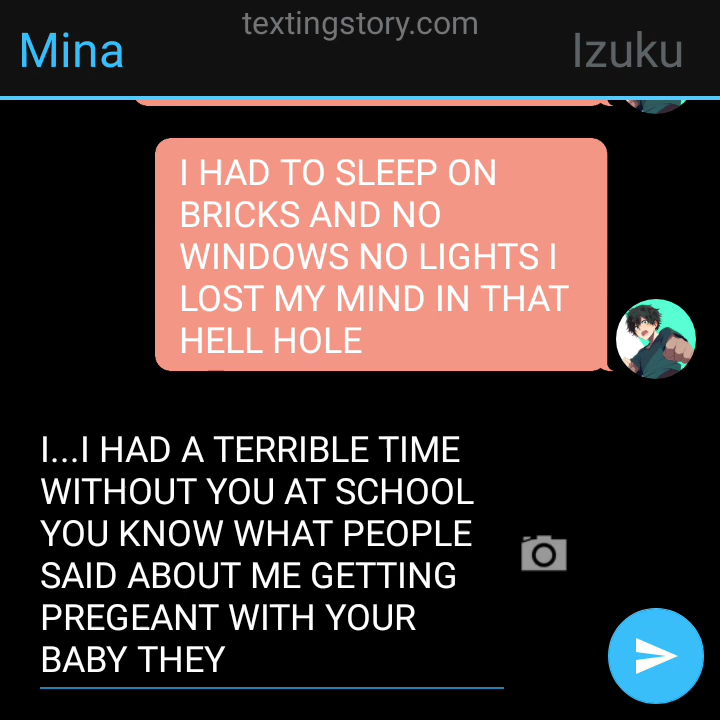 textingstory.com
Mina
Izuku
I HAD TO SLEEP ON
BRICKS AND NO
WINDOWS NO LIGHTS I
LOST MY MIND IN THAT
HELL HOLE
I...I HAD A TERRIBLE TIME
WITHOUT YOU AT SCHOOL
YOU KNOW WHAT PEOPLE
SAID ABOUT ME GETTING
PREGEANT WITH YOUR
BABY THEY